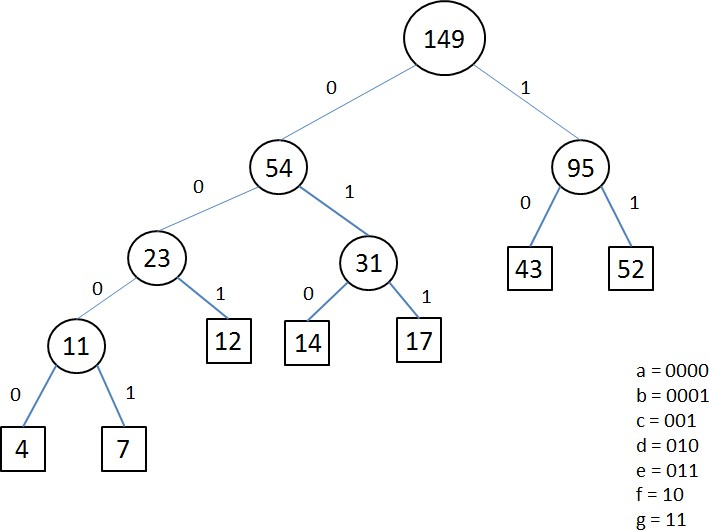 149
0 1
54 95
0 1 0 1
23 31 43 52
0 1 0 1
11 12 14 17
0 1
4 7
a = 0000
b = 0001
c = 001
d = 010
e = 011
f = 10
g = 11